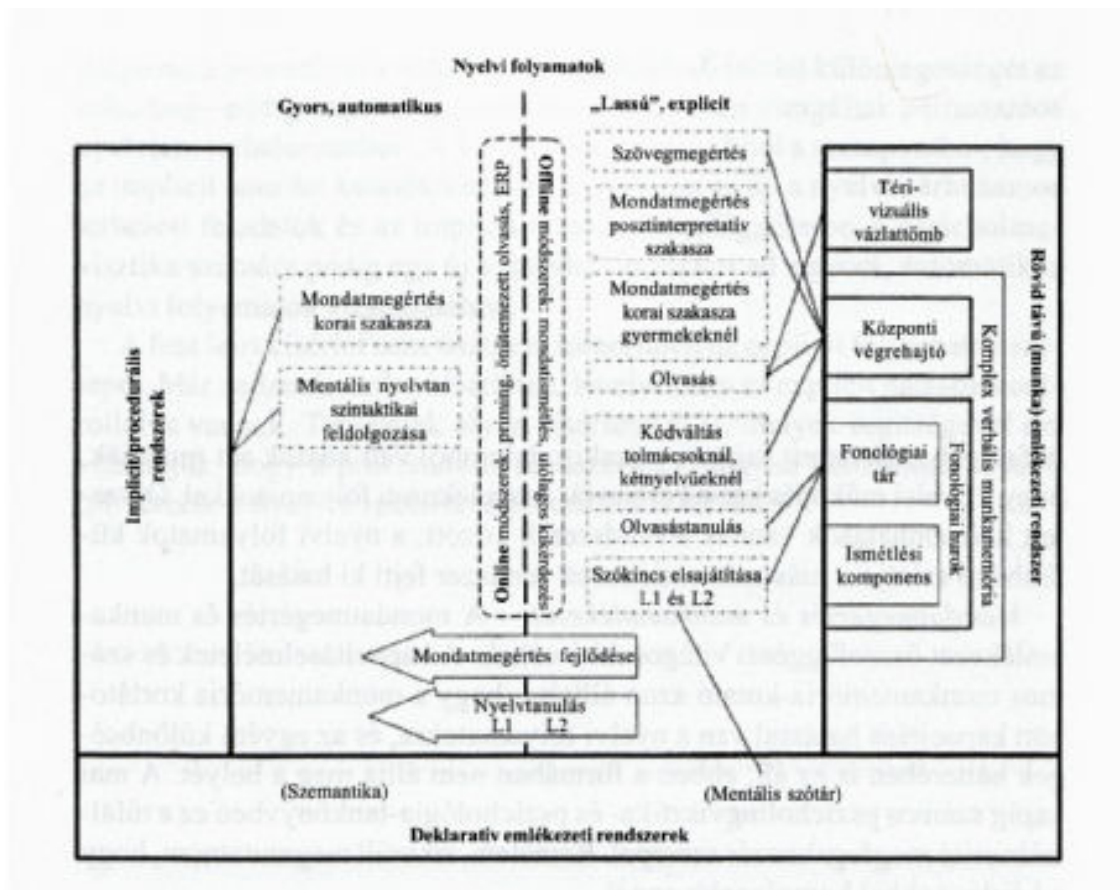 Nyelvi folyamatok
Gyors, automatikus
„Lassú”, explicit
Implicit/procedurális
rendszerek
Mondatmegértés
korai szakasza
Mentális nyelvtan
szintaktikai
feldolgozása
Online módszerek: priming, önütemezett olvasás, ERP
Offline módszerek: mondatismétlés, utólagos kikérdezés
Szövegmegértés
Mondatmegértés
posztinterpretatív
szakasza
Mondatmegértés
korai szakasza
gyermekeknél
Olvasás
Kódváltás
tolmácsoknál,
kétnyelvűeknél
Olvasástanulás
Szókincs elsajátítása
L1 és L2
Téri-
vizuális
vázlattömb
Központi
végrehajtó
Fonológiai
tár
Ismétlési
komponens
Fonológiai hurok
Komplex verbális munkamemória
Rövid távú (munka) emlékezeti rendszer
Mondatmegértés fejlődése
Nyelvtanulás
L1 L2
(Szemantika)
(Mentális szótár)
Deklaratív emlékezeti rendszerek